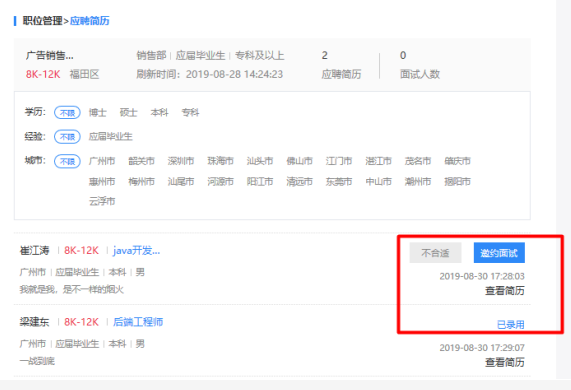 职位管理>应聘简历
广告销售... 销售部 | 应届毕业生 | 专科及以上 2 0
8K-12K 福田区 刷新时间：2019-08-28 14:24:23 应聘简历 面试人数
学历： 不限 博士 硕士 本科 专科
经验： 不限 应届毕业生
城市： 不限 广州市 韶关市 深圳市 珠海市 汕头市 佛山市 江门市 湛江市 茂名市 肇庆市
惠州市 梅州市 汕尾市 河源市 阳江市 清远市 东莞市 中山市 潮州市 揭阳市
云浮市
崔江涛 | 8K-12K | java开发... 不合适 邀约面试
广州市 | 应届毕业生 | 本科 | 男 2019-08-30 17:28:03
我就是我，是不一样的烟火 查看简历
梁建东 | 8K-12K | 后端工程师 已录用
广州市 | 应届毕业生 | 本科 | 男 2019-08-30 17:29:07
一战到底 查看简历